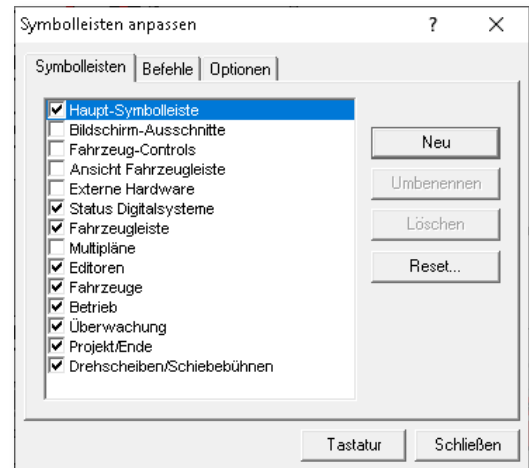 Symbolleisten anpassen
Symbolleisten Befehle Optionen
Haupt-Symbolleiste
Bildschirm-Ausschnitte
Fahrzeug-Controls
Ansicht Fahrzeugleiste
Externe Hardware
Status Digitalsysteme
Fahrzeugleiste
Multipläne
Editoren
Fahrzeuge
Betrieb
Überwachung
Projekt/Ende
Drehscheiben/Schiebebühnen
Neu
Umbenennen
Löschen
Reset...
Tastatur Schließen